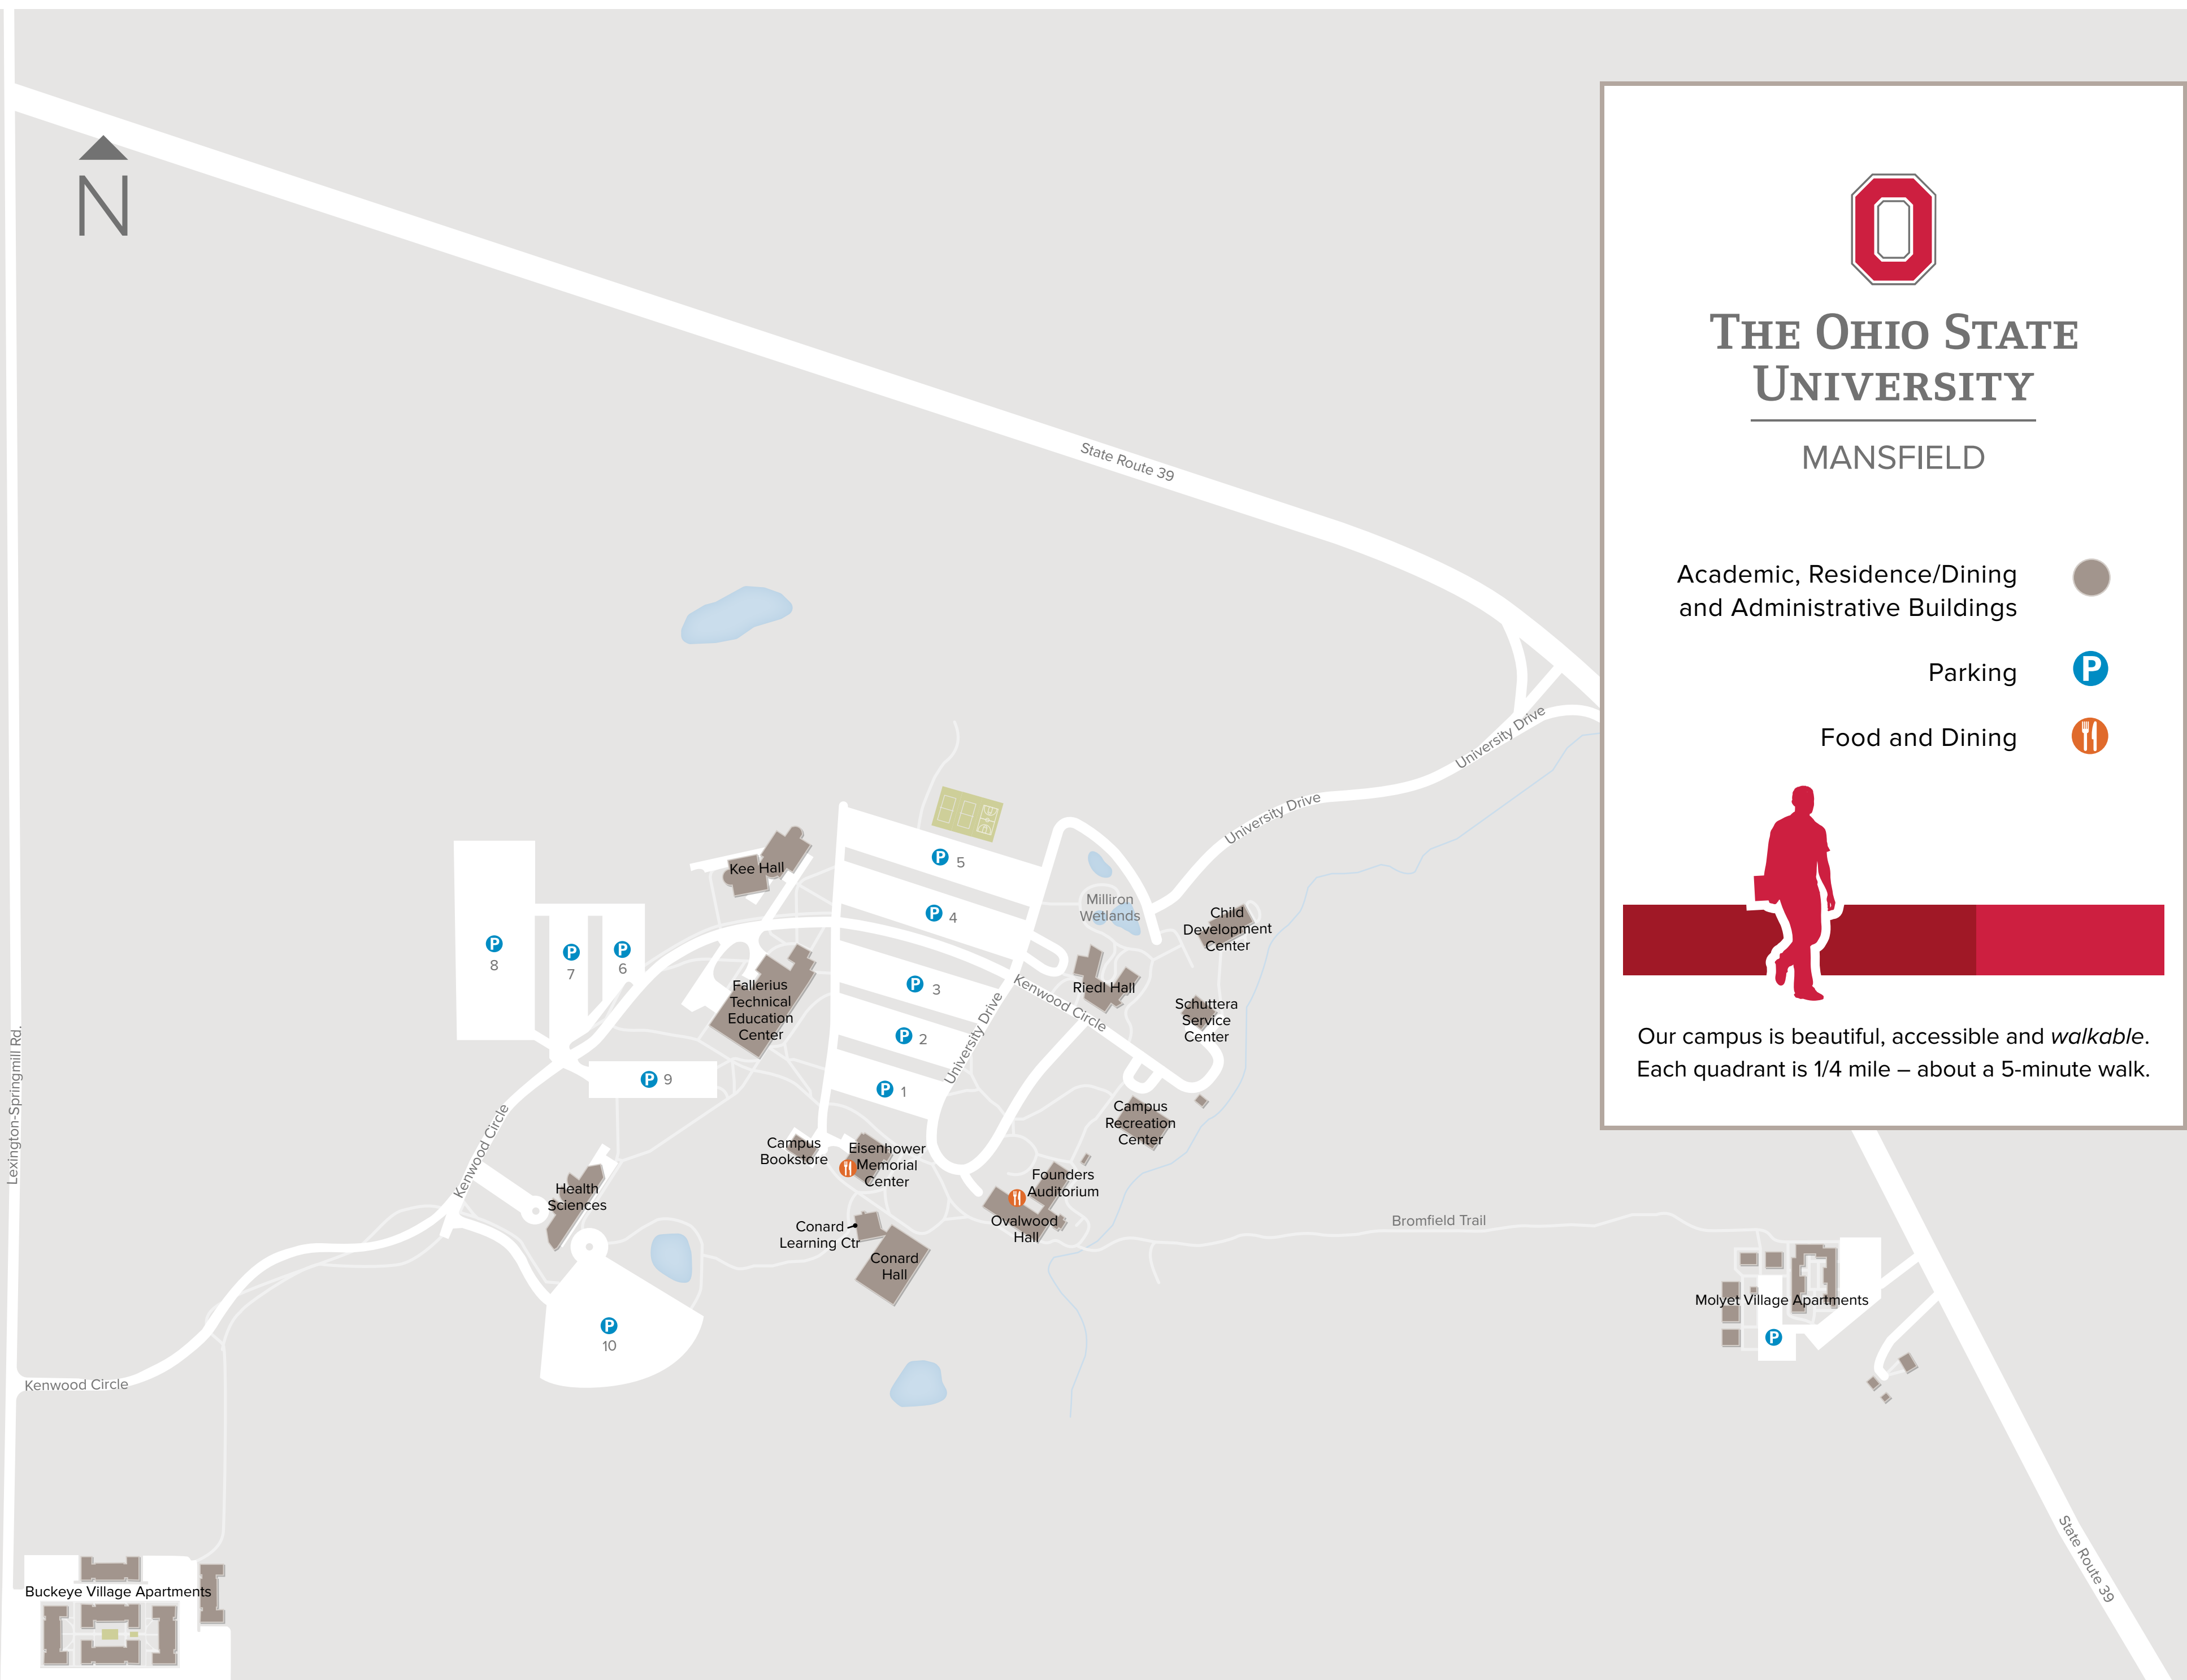 N
State Route 39
O
THE OHIO STATE
UNIVERSITY
MANSFIELD
Academic, Residence/Dining
and Administrative Buildings
P
Parking
Food and Dining
Our campus is beautiful, accessible and walkable.
Each quadrant is 1/4 mile – about a 5-minute walk.
University Drive
University Drive
Kee Hall
P 5
P 4
Milliron
Wetlands
Child
Development
Center
P
8
P
7
P
6
Fallerius
Technical
Education
Center
P 3
P 2
P 1
University Drive
Kenwood Circle
Riedl Hall
Schuttera
Service
Center
P 9
Lexington-Springmill Rd.
Kenwood Circle
Campus
Recreation
Center
Campus
Bookstore
Eisenhower
Memorial
Center
Founders
Auditorium
Health
Sciences
Conard
Learning Ctr
Ovalwood
Hall
Conard
Hall
Bromfield Trail
Molyet Village Apartments
P
P
10
Kenwood Circle
State Route 39
Buckeye Village Apartments